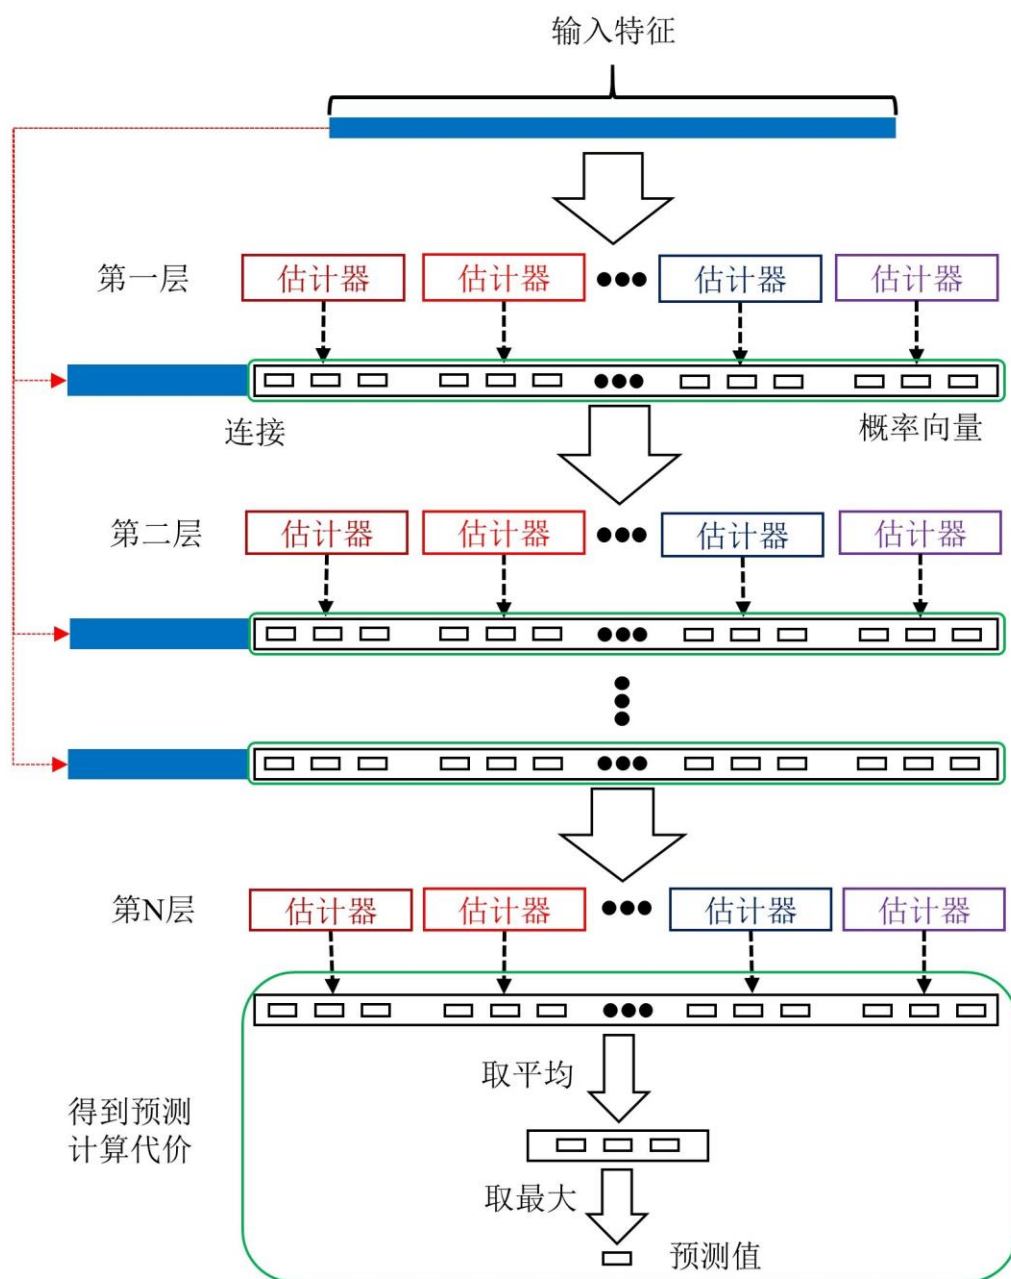 输入特征
第一层
估计器
估计器
估计器
估计器
连接
概率向量
第二层
估计器
估计器
估计器
估计器
第N层
估计器
估计器
估计器
估计器
取平均
得到预测
计算代价
取最大
预测值